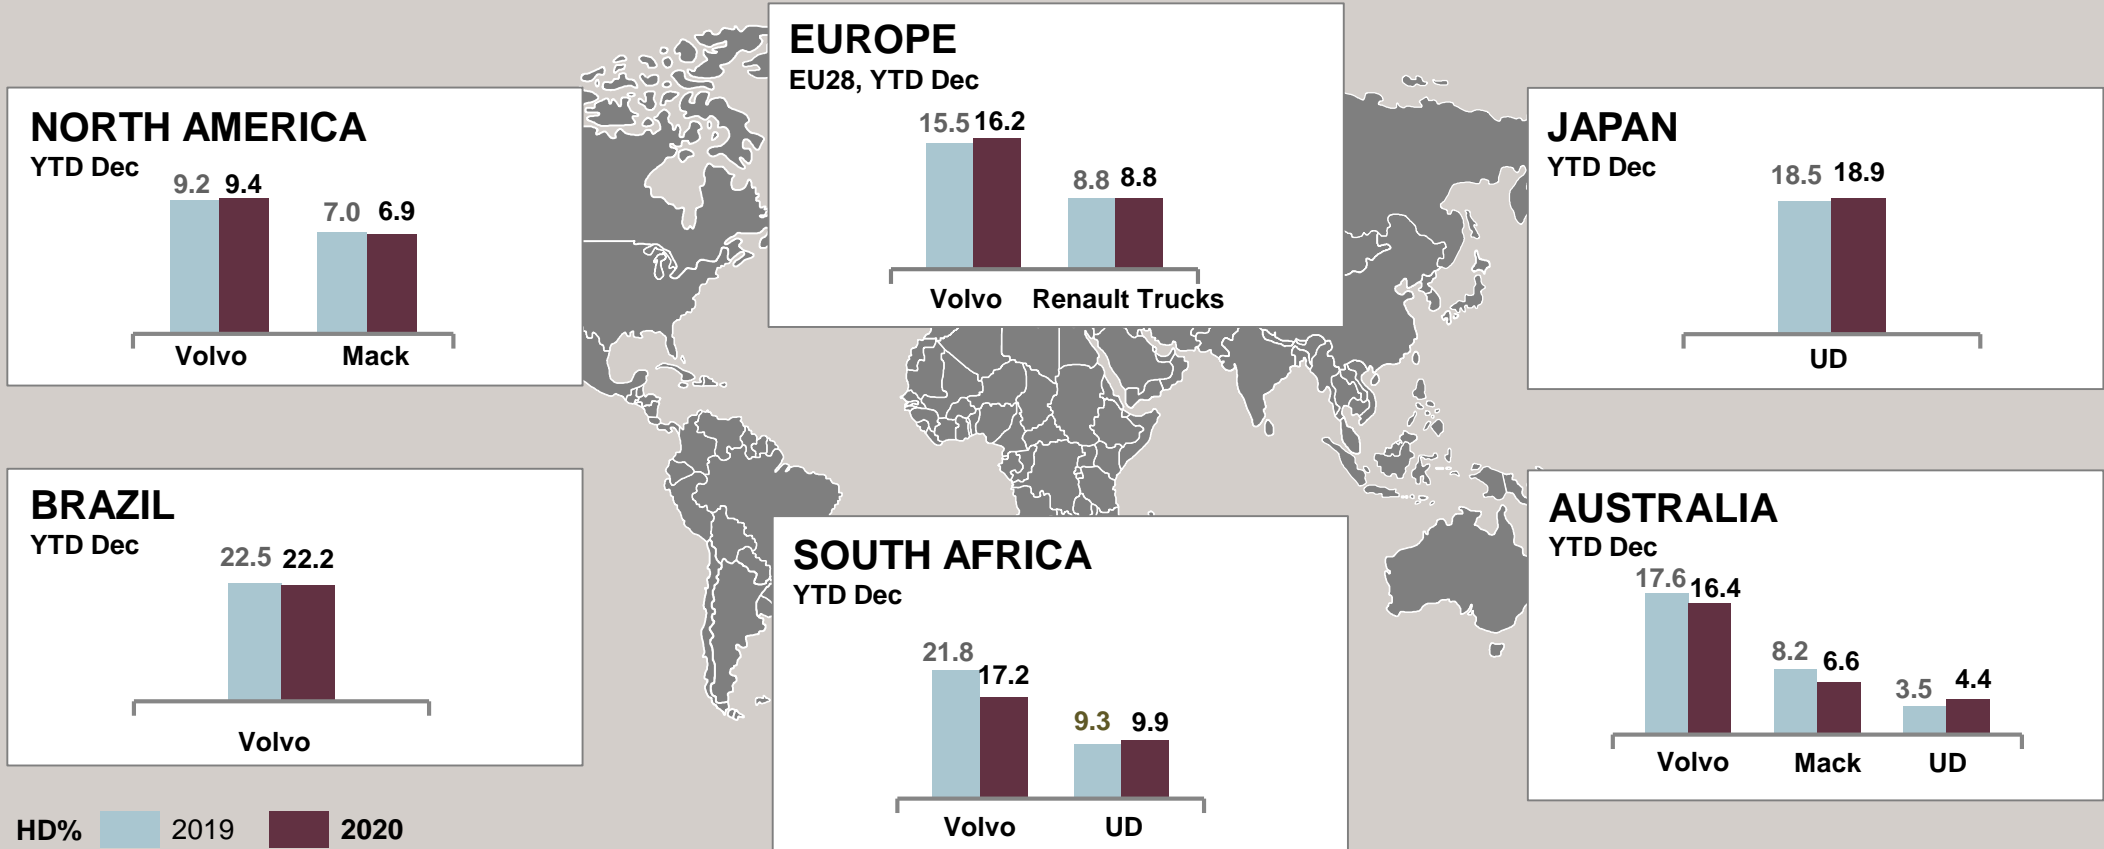 EUROPE
EU28, YTD Dec
15.5 16.2
8.8 8.8
Volvo Renault Trucks
NORTH AMERICA
YTD Dec
9.2 9.4
7.0 6.9
Volvo Mack
JAPAN
YTD Dec
18.5 18.9
UD
BRAZIL
YTD Dec
22.5 22.2
Volvo
SOUTH AFRICA
YTD Dec
21.8
17.2
9.3 9.9
Volvo UD
AUSTRALIA
YTD Dec
17.6 16.4
8.2 6.6
3.5 4.4
Volvo Mack UD
HD% 2019 2020